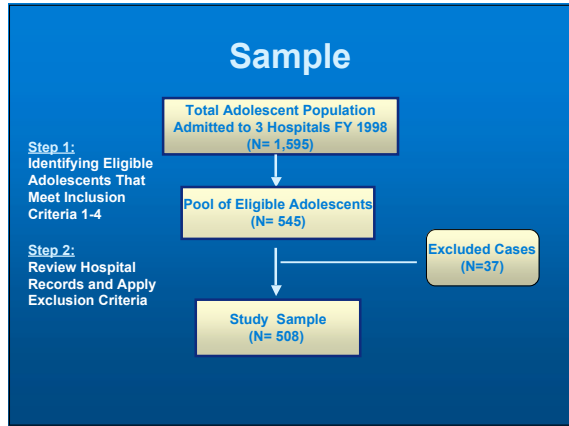 Sample
Total Adolescent Population
Admitted to 3 Hospitals FY 1998
(N= 1,595)
Step 1:
Identifying Eligible
Adolescents That
Meet Inclusion
Criteria 1-4
Pool of Eligible Adolescents
(N= 545)
Step 2:
Review Hospital
Records and Apply
Exclusion Criteria
Excluded Cases
(N=37)
Study  Sample
(N= 508)